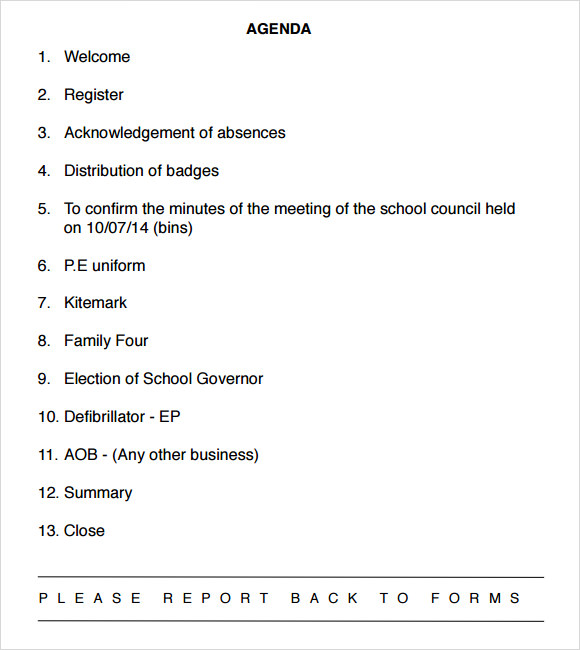 AGENDA
1. Welcome
2. Register
3. Acknowledgement of absences
4. Distribution of badges
5. To confirm the minutes of the meeting of the school council held
on 10/07/14 (bins)
6. P.E uniform
7. Kitemark
8. Family Four
9. Election of School Governor
10. Defibrillator - EP
11. AOB - (Any other business)
12. Summary
13. Close
PLEASE REPORT BACK TO FORMS